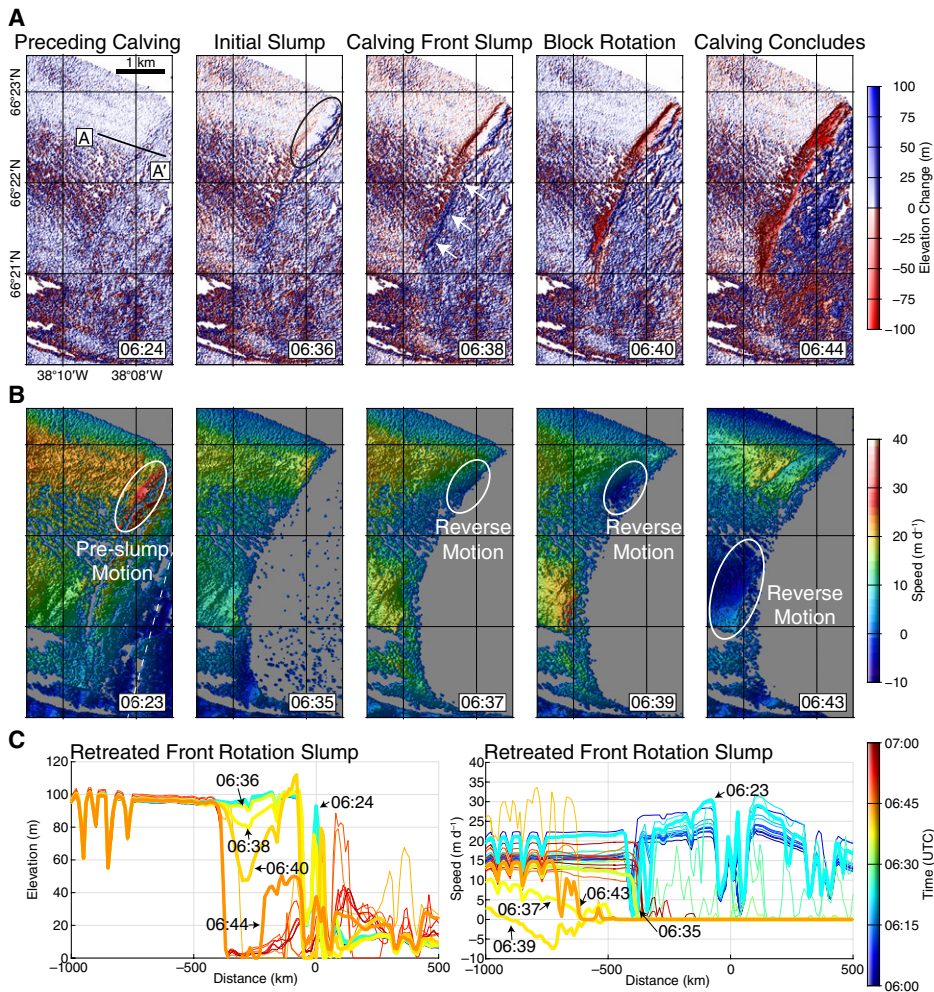 A
Preceding Calving
Initial Slump
Calving Front Slump
Block Rotation
Calving Concludes
1 km
66°23'N
66°22'N
66°21'N
A
A'
06:24
06:36
06:38
06:40
06:44
38°10'W
38°08'W
100
75
50
25
0
−25
−50
−75
−100
Elevation Change (m)
B
Pre-slump
Motion
Reverse
Motion
Reverse
Motion
Reverse
Motion
06:23
06:35
06:37
06:39
06:43
40
30
20
10
0
−10
Speed (m d⁻¹)
C
Retreated Front Rotation Slump
120
100
80
60
40
20
0
Elevation (m)
06:36
06:24
06:38
06:40
06:44
−1000
−500
0
500
Distance (km)
Retreated Front Rotation Slump
40
35
30
25
20
15
10
5
0
−5
−10
Speed (m d⁻¹)
06:23
06:43
06:37
06:35
06:39
−1000
−500
0
500
Distance (km)
07:00
06:45
06:30
06:15
06:00
Time (UTC)